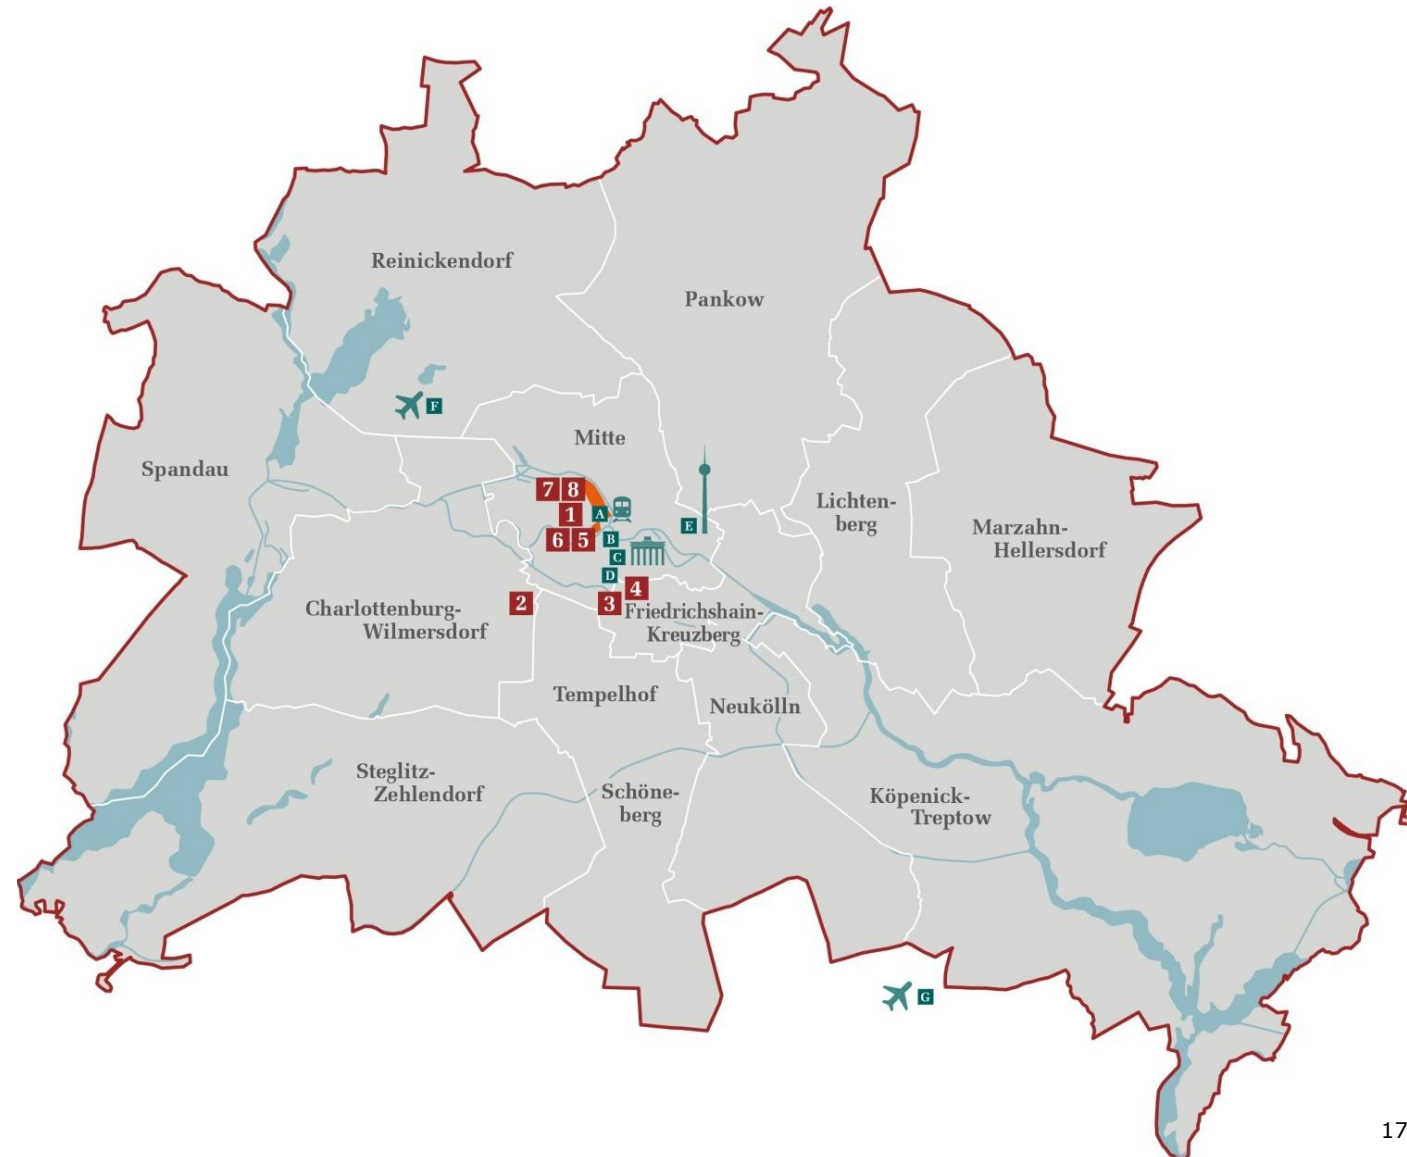 Reinickendorf
Pankow
F
Mitte
Spandau
7 8
Lichten-
berg
1 A
E
Marzahn-
Hellersdorf
6 5 B
C
D
4
2
3
Charlottenburg-
Wilmersdorf
Friedrichshain-
Kreuzberg
Tempelhof
Neukölln
Steglitz-
Zehlendorf
Schöne-
berg
Köpenick-
Treptow
G
17